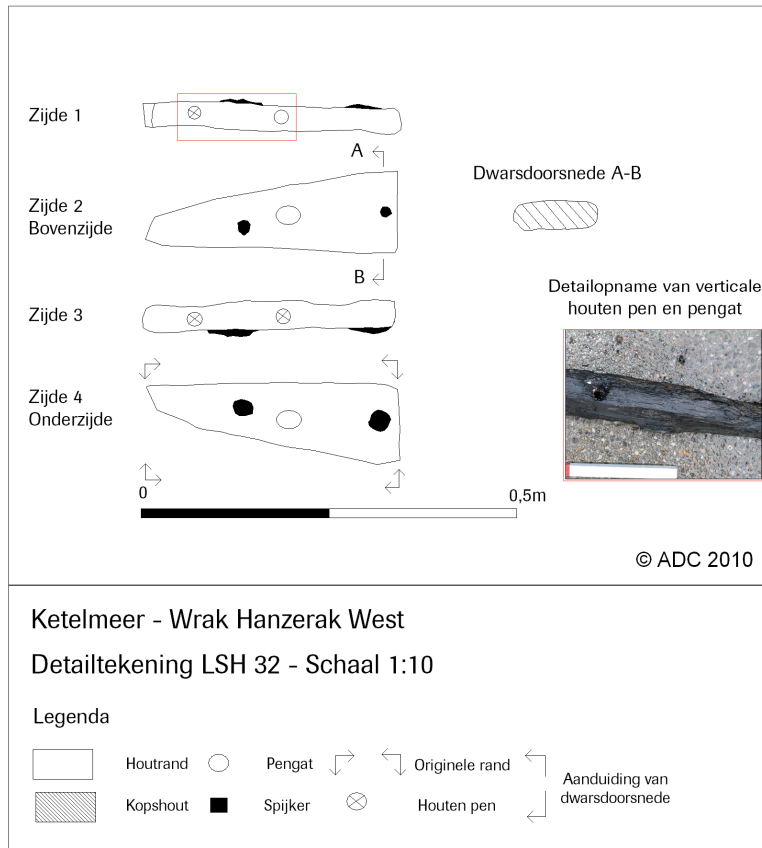 Zijde 1
A
Dwarsdoorsnede A-B
Zijde 2
Bovenzijde
B
Detailopname van verticale
houten pen en pengat
Zijde 3
Zijde 4
Onderzijde
0
0,5m
© ADC 2010
Ketelmeer - Wrak Hanzerak West
Detailtekening LSH 32 - Schaal 1:10
Legenda
Houtrand Pengat Originele rand
Aanduiding van
dwarsdoorsnede
Kopshout Spijker Houten pen